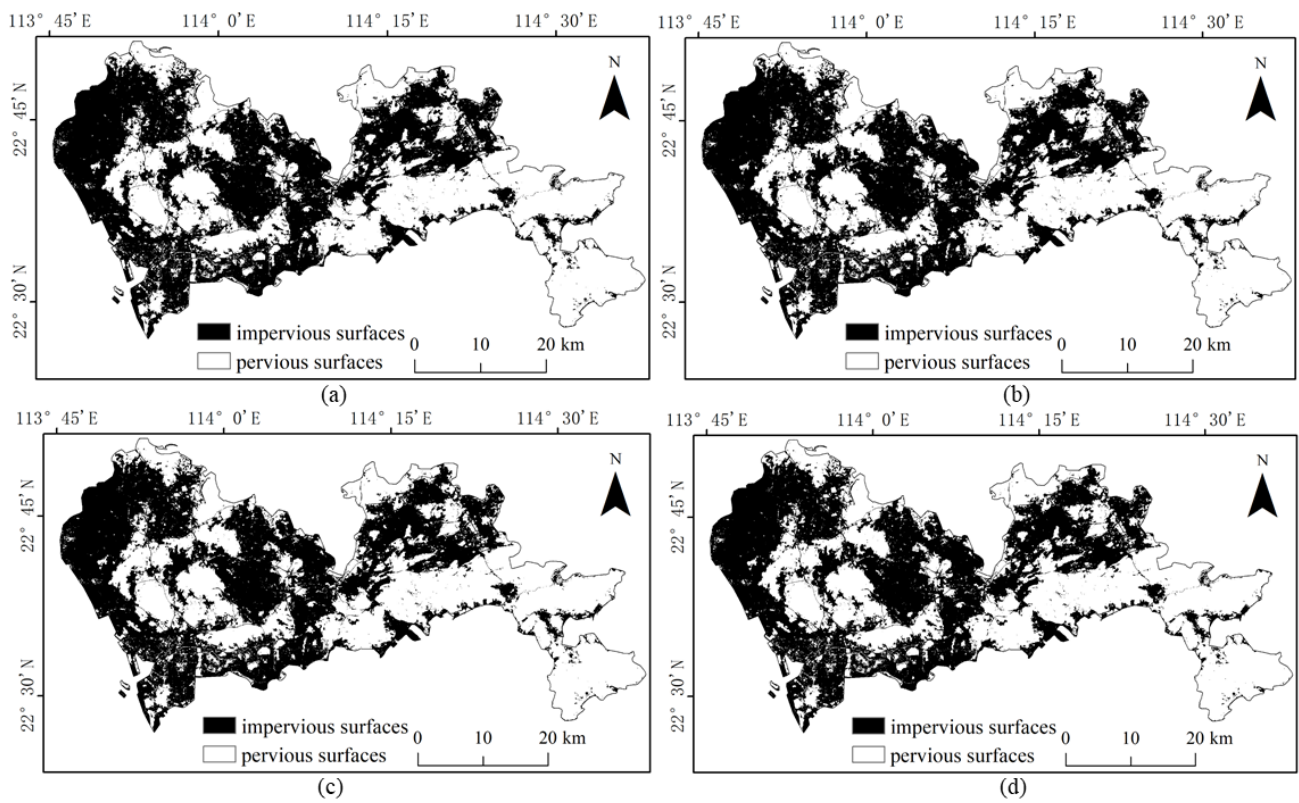 113° 45′ E 114° 0′ E 114° 15′ E 114° 30′ E
N
22° 45′ N
22° 30′ N
impervious surfaces
pervious surfaces
0 10 20 km
(a)
113° 45′ E 114° 0′ E 114° 15′ E 114° 30′ E
N
22° 45′ N
22° 30′ N
impervious surfaces
pervious surfaces
0 10 20 km
(b)
113° 45′ E 114° 0′ E 114° 15′ E 114° 30′ E
N
22° 45′ N
22° 30′ N
impervious surfaces
pervious surfaces
0 10 20 km
(c)
113° 45′ E 114° 0′ E 114° 15′ E 114° 30′ E
N
22° 45′ N
22° 30′ N
impervious surfaces
pervious surfaces
0 10 20 km
(d)